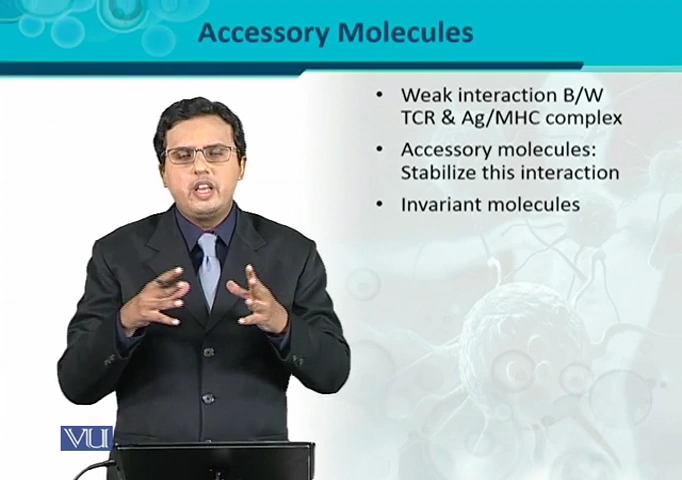 Accessory Molecules
• Weak interaction B/W
TCR & Ag/MHC complex
• Accessory molecules:
Stabilize this interaction
• Invariant molecules
VU